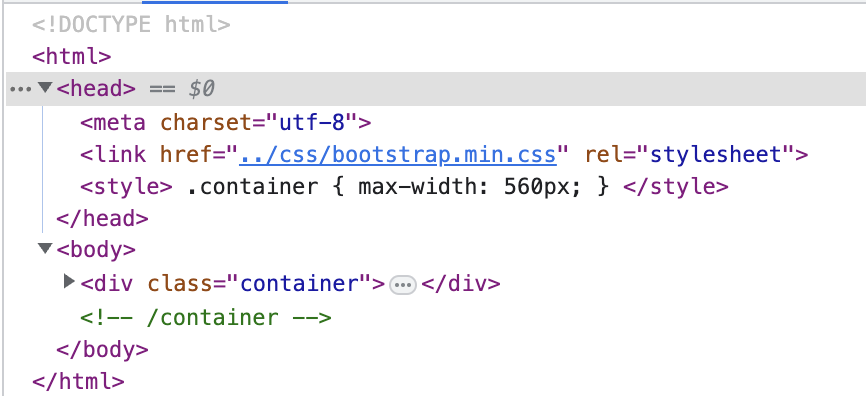 <!DOCTYPE html>
<html>
··· ▼ <head> == $0
<meta charset="utf-8">
<link href="../css/bootstrap.min.css" rel="stylesheet">
<style> .container { max-width: 560px; } </style>
</head>
▼ <body>
▶ <div class="container"> ··· </div>
<!-- /container -->
</body>
</html>